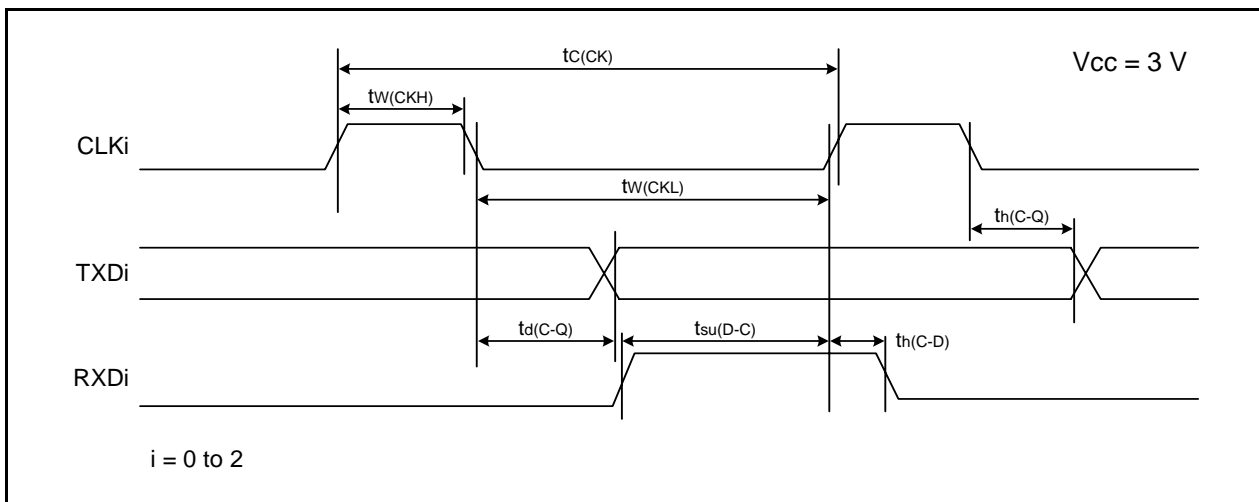 tC(CK)
Vcc = 3 V
tW(CKH)
CLKi
tW(CKL)
th(C-Q)
TXDi
td(C-Q)
tsu(D-C)
th(C-D)
RXDi
i = 0 to 2